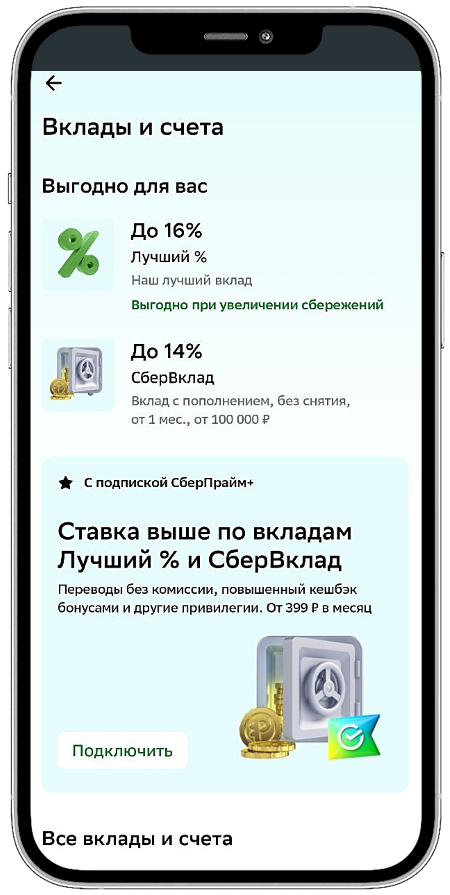 Вклады и счета
Выгодно для вас
До 16%
Лучший %
Наш лучший вклад
Выгодно при увеличении сбережений
До 14%
СберВклад
Вклад с пополнением, без снятия,
от 1 мес., от 100 000 ₽
С подпиской СберПрайм+
Ставка выше по вкладам
Лучший % и СберВклад
Переводы без комиссии, повышенный кешбэк
бонусами и другие привилегии. От 399 ₽ в месяц
Подключить
Все вклады и счета